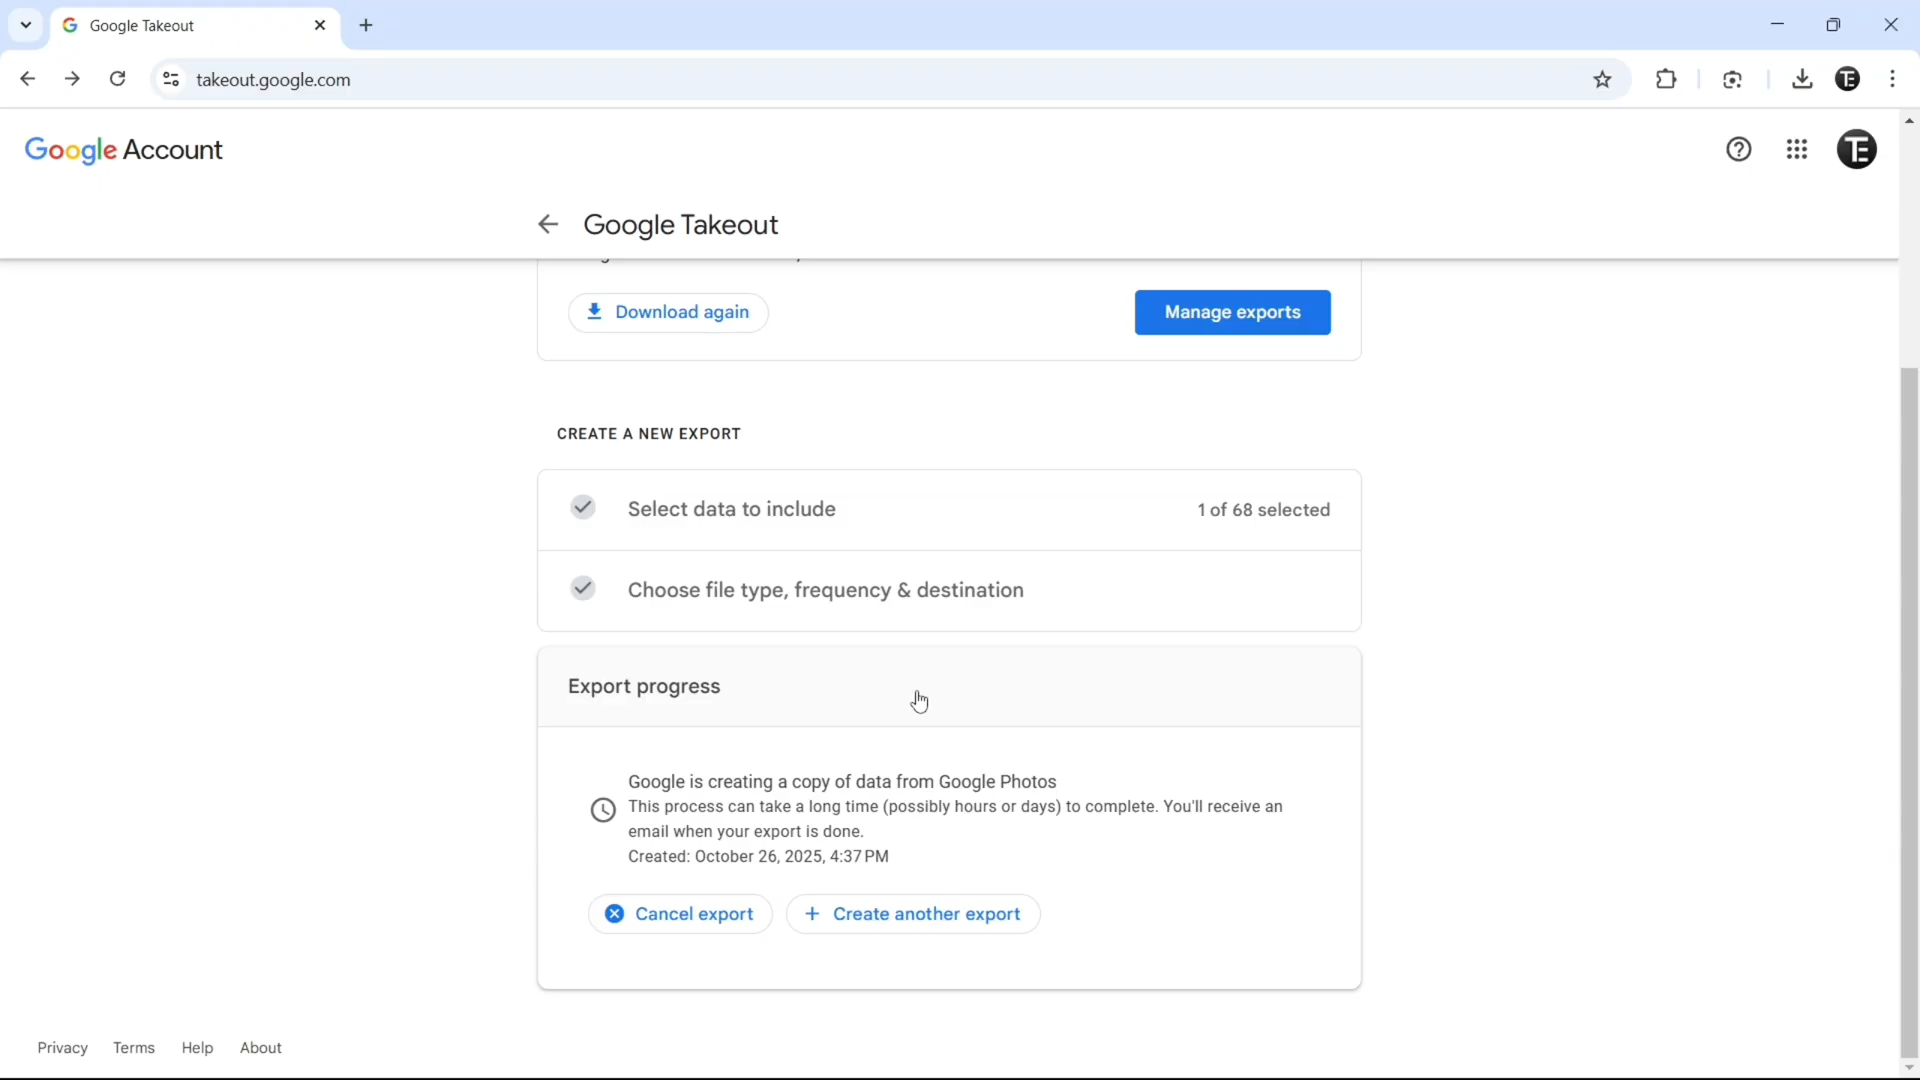 Google Takeout
takeout.google.com
Google Account
Google Takeout
Download again
Manage exports
CREATE A NEW EXPORT
Select data to include
1 of 68 selected
Choose file type, frequency & destination
Export progress
Google is creating a copy of data from Google Photos
This process can take a long time (possibly hours or days) to complete. You'll receive an
email when your export is done.
Created: October 26, 2025, 4:37 PM
Cancel export
Create another export
Privacy
Terms
Help
About